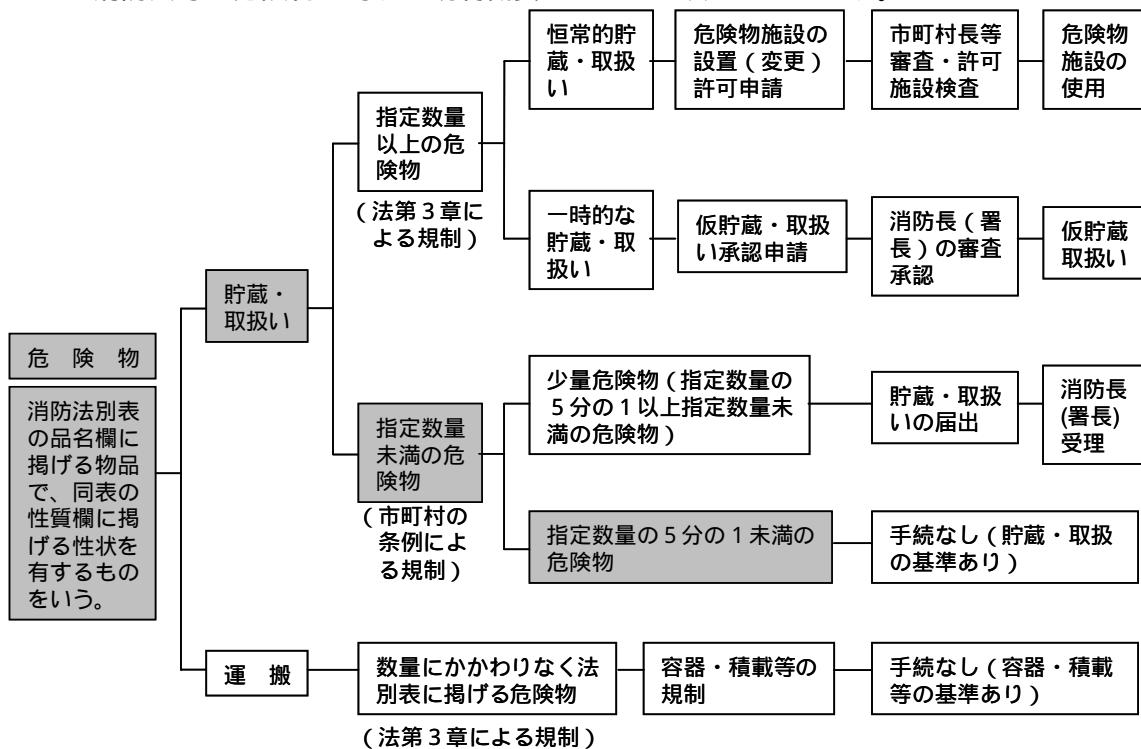 恒常的貯
蔵・取扱
い
危険物施設の
設置(変更)
許可申請
市町村長等
審査・許可
施設検査
危険物
施設の
使用
指定数量
以上の危
険物
(法第3章に
よる規制)
一時的な
貯蔵・取
扱い
仮貯蔵・取扱
い承認申請
消防長(署
長)の審査
承認
仮貯蔵
取扱い
貯蔵・
取扱い
危 険 物
消防法別表
の品名欄に
掲げる物品
で、同表の
性質欄に掲
げる性状を
有するもの
をいう。
指定数量
未満の危
険物
(市町村の
条例によ
る規制)
少量危険物(指定数量の
5分の1以上指定数量未
満の危険物)
貯蔵・取扱
いの届出
消防長
(署長)
受理
指定数量の5分の1未満の
危険物
手続なし(貯蔵・取扱
の基準あり)
運 搬
数量にかかわりなく法
別表に掲げる危険物
(法第3章による規制)
容器・積載等の
規制
手続なし(容器・積載
等の基準あり)